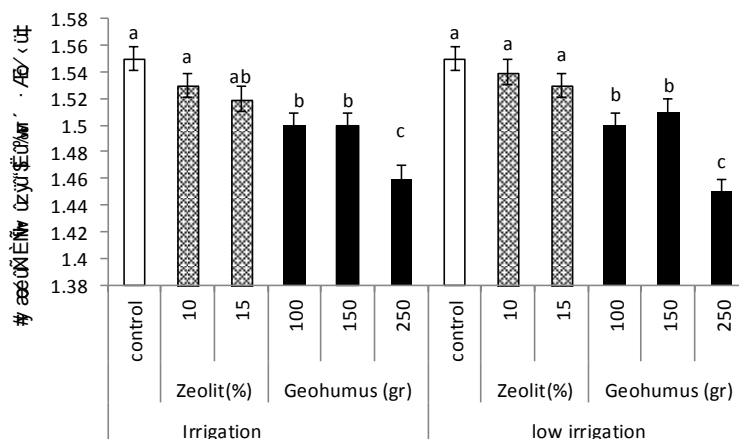 1.58
1.56
1.54
1.52
1.5
1.48
1.46
1.44
1.42
1.4
1.38
a a ab b b c a a a b b c
control 10 15 100 150 250 control 10 15 100 150 250
Zeolit(%) Geohumus (gr) Zeolit(%) Geohumus (gr)
Irrigation low irrigation